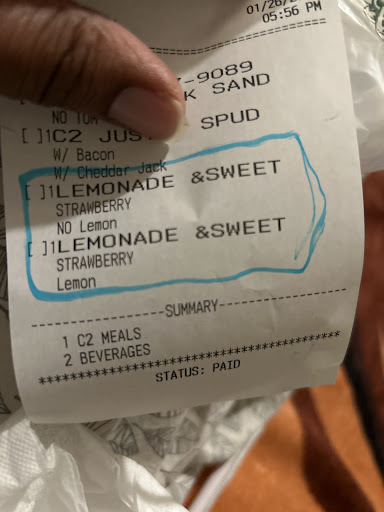 01/26/2
05:56 PM
-9089
K SAND
NO TOM
[ ]1C2 JUS SPUD
W/ Bacon
W/ Cheddar Jack
[ ]1LEMONADE &SWEET
STRAWBERRY
NO Lemon
[ ]1LEMONADE &SWEET
STRAWBERRY
Lemon
SUMMARY
1 C2 MEALS
2 BEVERAGES
STATUS: PAID